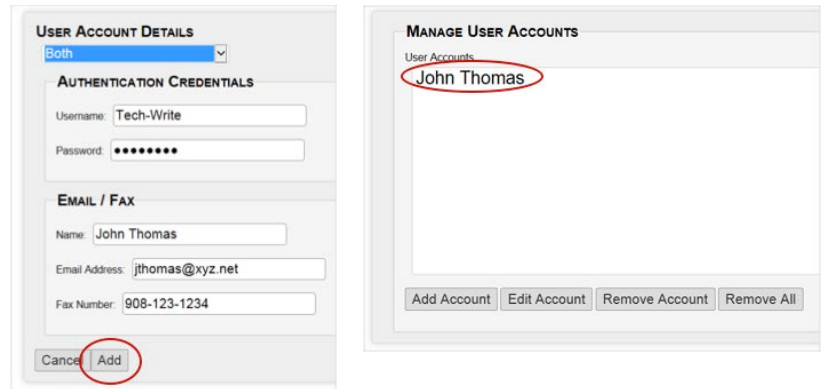 USER ACCOUNT DETAILS
Both
AUTHENTICATION CREDENTIALS
Username: Tech-Write
Password: ●●●●●●●●
EMAIL / FAX
Name: John Thomas
Email Address: jthomas@xyz.net
Fax Number: 908-123-1234
Cancel Add
MANAGE USER ACCOUNTS
User Accounts
John Thomas
Add Account Edit Account Remove Account Remove All